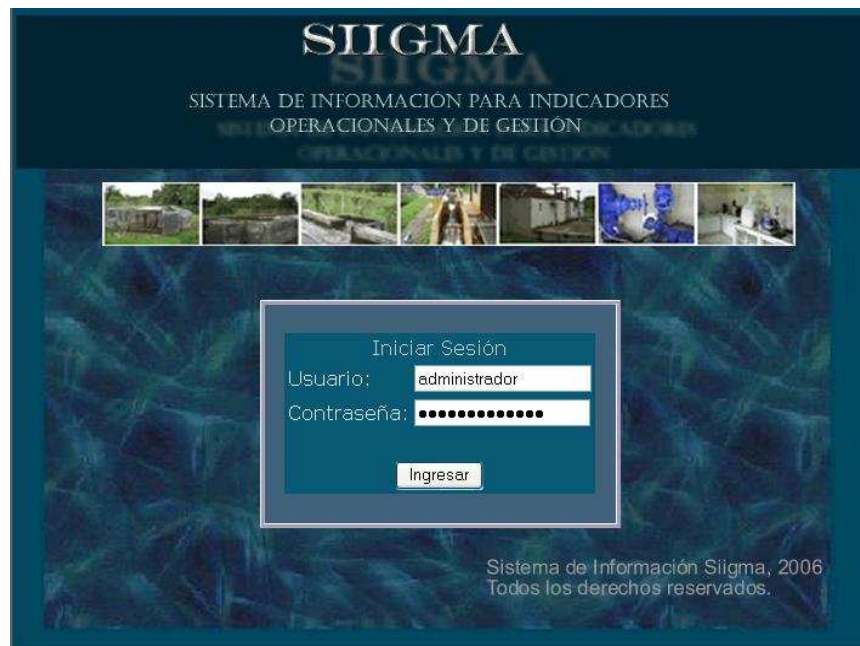 SIIGMA
SISTEMA DE INFORMACIÓN PARA INDICADORES
OPERACIONALES Y DE GESTIÓN
Iniciar Sesión
Usuario: administrador
Contraseña: •••••••••••••
Ingresar
Sistema de Información Siigma, 2006
Todos los derechos reservados.